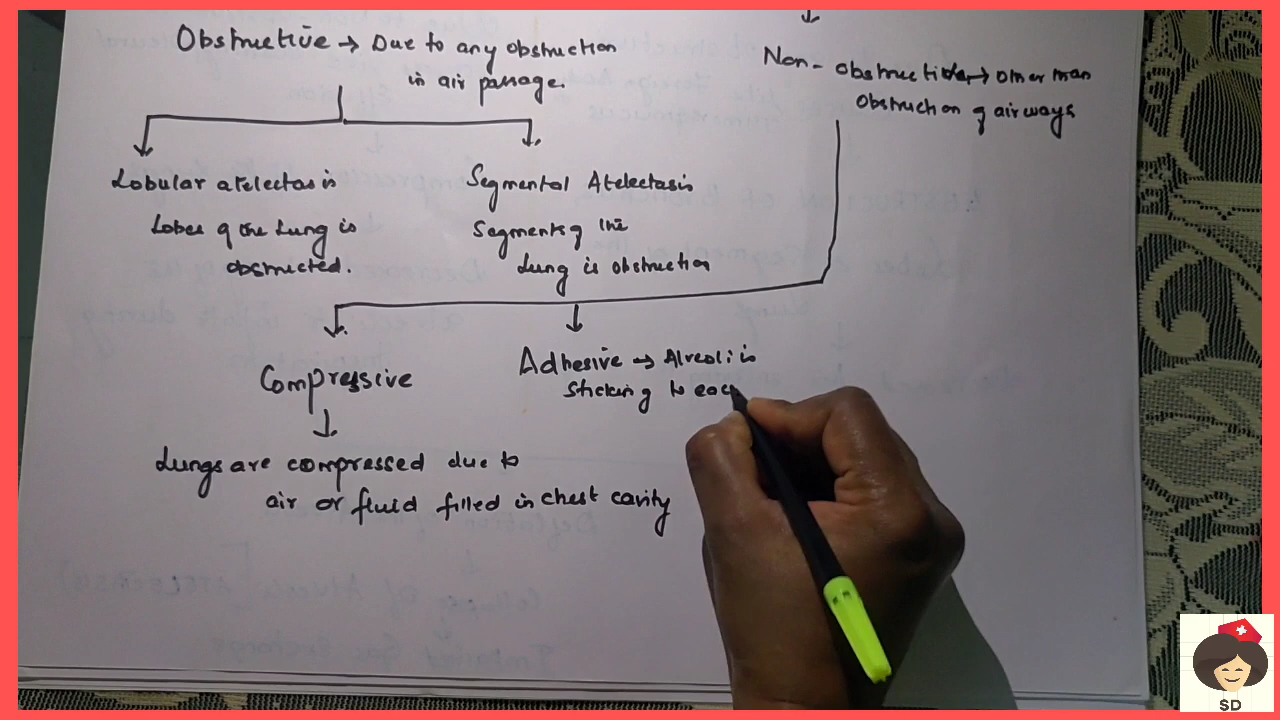 Obstructive → Due to any obstruction
in air passage.
Non- obstructive → other than
obstruction of airways
Lobular atelectasis
Lobes of the Lung is
obstructed.
Segmental Atelectasis
Segments of the
Lung is obstruction
Compressive
Adhesive → Alveoli is
Sticking to eac
Lungs are compressed due to
air or fluid filled in chest cavity
SD